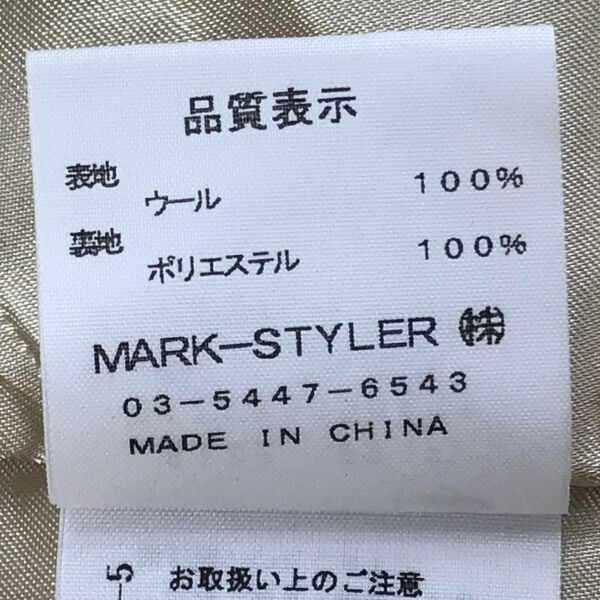 品質表示
表地 ウール 100%
裏地 ポリエステル 100%
MARK-STYLER ㈱
03-5447-6543
MADE IN CHINA
お取扱い上のご注意
-5